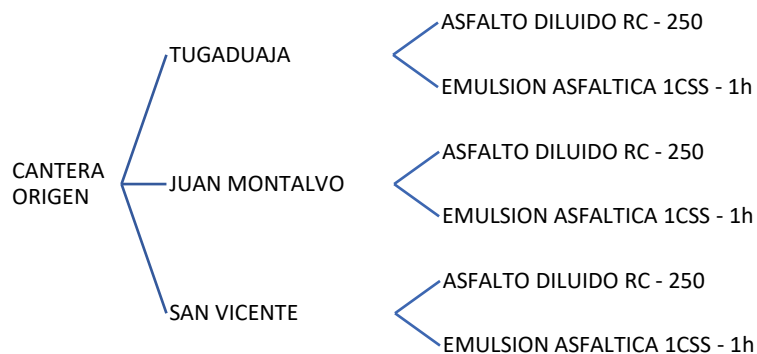 ASFALTO DILUIDO RC - 250
TUGADUAJA
EMULSION ASFALTICA 1CSS - 1h
ASFALTO DILUIDO RC - 250
CANTERA
ORIGEN
JUAN MONTALVO
EMULSION ASFALTICA 1CSS - 1h
ASFALTO DILUIDO RC - 250
SAN VICENTE
EMULSION ASFALTICA 1CSS - 1h